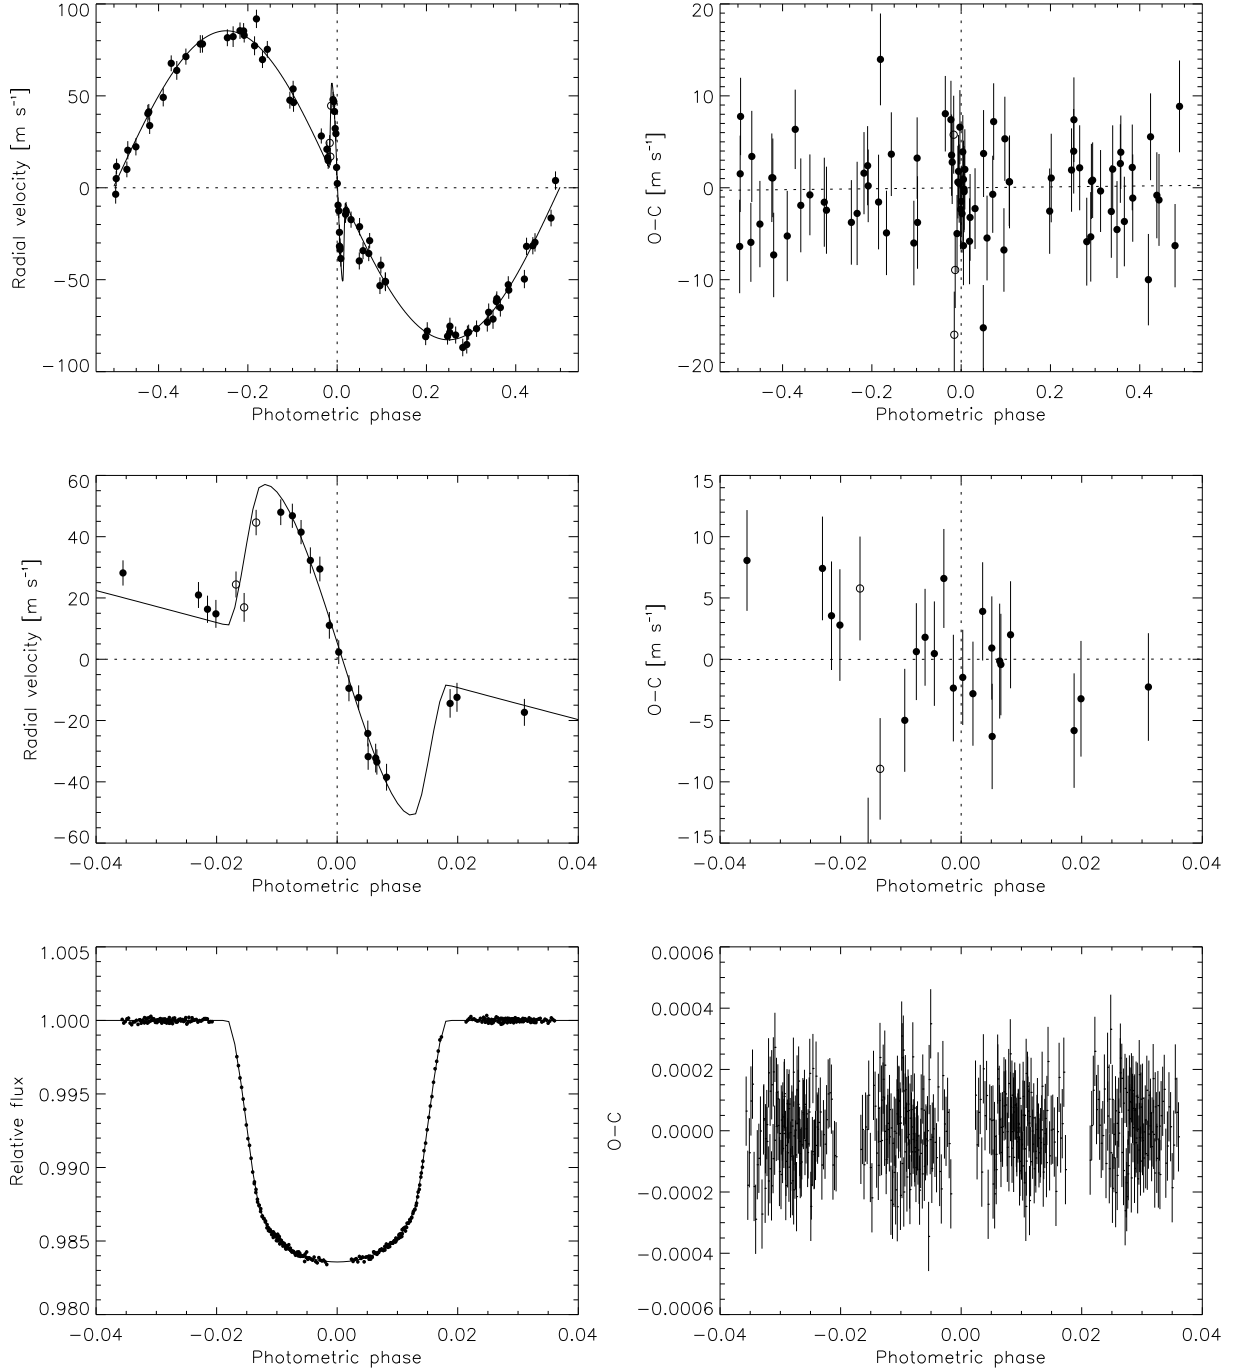 100
50
0
−50
−100
Radial velocity [m s⁻¹]
−0.4 −0.2 0.0 0.2 0.4
Photometric phase
20
10
0
−10
−20
O−C [m s⁻¹]
−0.4 −0.2 0.0 0.2 0.4
Photometric phase
60
40
20
0
−20
−40
−60
Radial velocity [m s⁻¹]
−0.04 −0.02 0.00 0.02 0.04
Photometric phase
15
10
5
0
−5
−10
−15
O−C [m s⁻¹]
−0.04 −0.02 0.00 0.02 0.04
Photometric phase
1.005
1.000
0.995
0.990
0.985
0.980
Relative flux
−0.04 −0.02 0.00 0.02 0.04
Photometric phase
0.0006
0.0004
0.0002
0.0000
−0.0002
−0.0004
−0.0006
O−C
−0.04 −0.02 0.00 0.02 0.04
Photometric phase